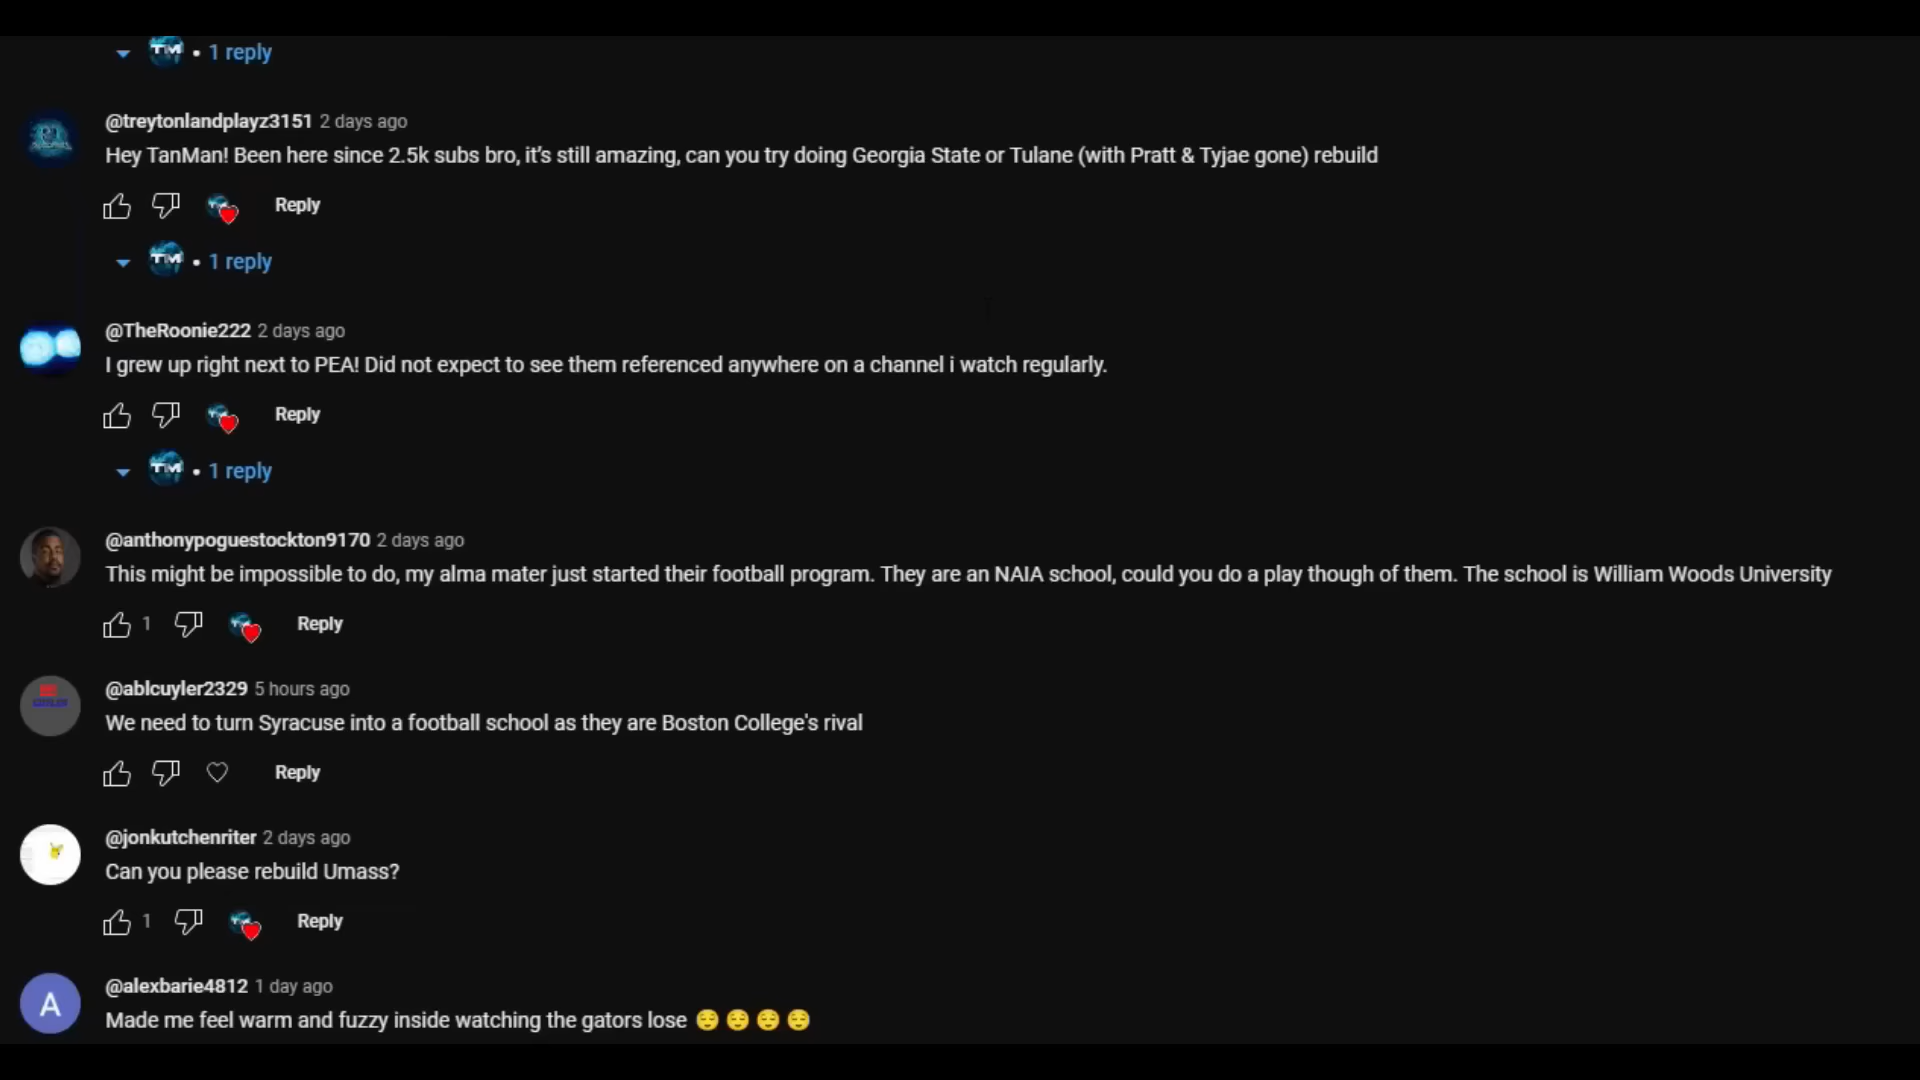 TM • 1 reply
@treytonlandplayz3151 2 days ago
Hey TanMan! Been here since 2.5k subs bro, it's still amazing, can you try doing Georgia State or Tulane (with Pratt & Tyjae gone) rebuild
Reply
TM • 1 reply
@TheRoonie222 2 days ago
I grew up right next to PEA! Did not expect to see them referenced anywhere on a channel i watch regularly.
Reply
TM • 1 reply
@anthonypoguestockton9170 2 days ago
This might be impossible to do, my alma mater just started their football program. They are an NAIA school, could you do a play though of them. The school is William Woods University
1 Reply
@ablcuyler2329 5 hours ago
We need to turn Syracuse into a football school as they are Boston College's rival
Reply
@jonkutchenriter 2 days ago
Can you please rebuild Umass?
1 Reply
A
@alexbarie4812 1 day ago
Made me feel warm and fuzzy inside watching the gators lose 😌😌😌😌